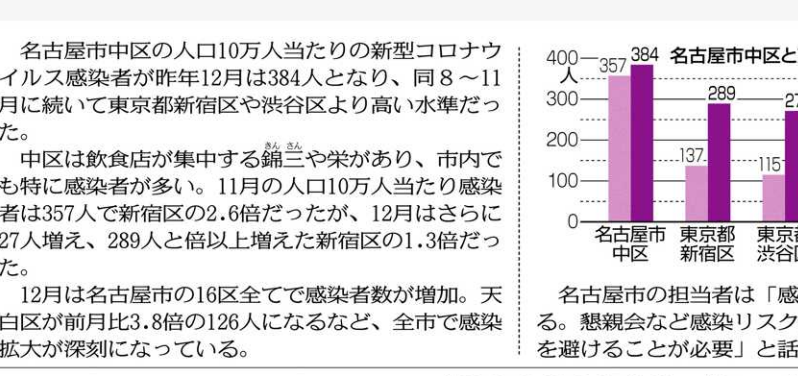 名古屋市中区の人口10万人当たりの新型コロナウ
イルス感染者が昨年12月は384人となり、同８～11
月に続いて東京都新宿区や渋谷区より高い水準だっ
た。
中区は飲食店が集中する錦三や栄があり、市内で
きん さん
も特に感染者が多い。11月の人口10万人当たり感染
者は357人で新宿区の2.6倍だったが、12月はさらに
27人増え、289人と倍以上増えた新宿区の1.3倍だっ
た。
12月は名古屋市の16区全てで感染者数が増加。天
白区が前月比3.8倍の126人になるなど、全市で感染
拡大が深刻になっている。
名古屋市中区と
400
人
300
200
100
0
357
384
137
289
115
27
名古屋市
中区
東京都
新宿区
東京
渋谷
名古屋市の担当者は「感
る。懇親会など感染リスク
を避けることが必要」と話